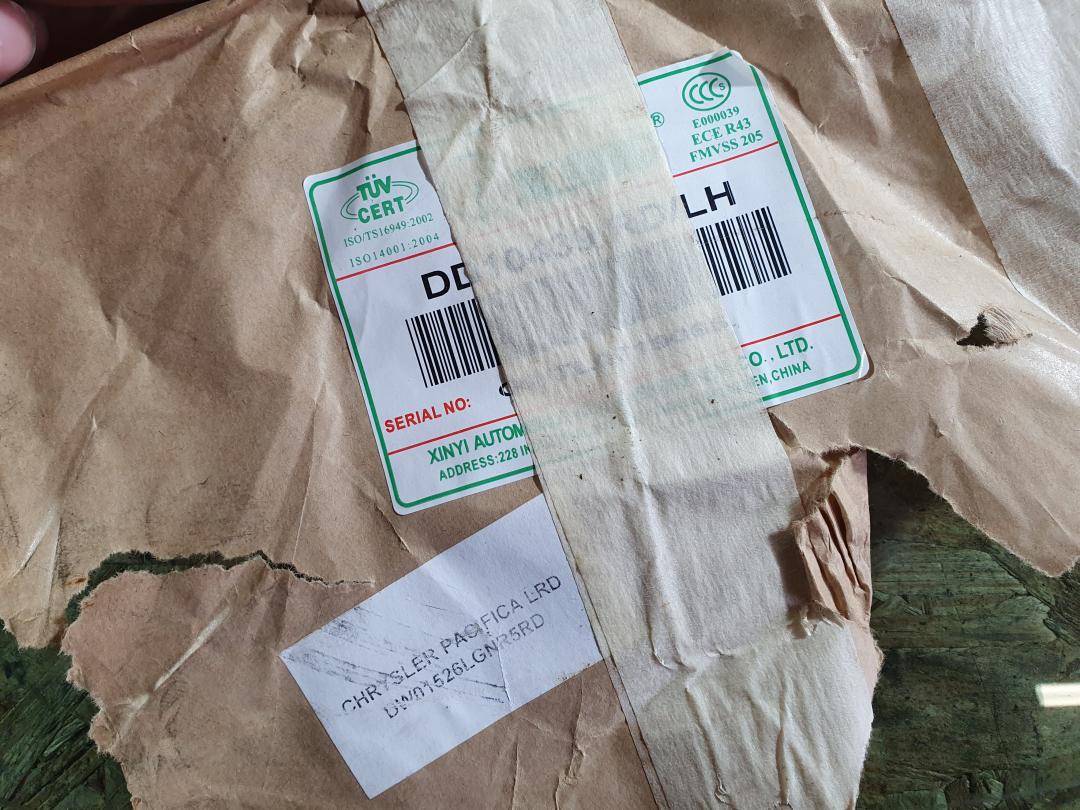 TÜV
CERT
ISO/TS16949:2002
ISO14001:2004
®
CCC S
E000039
ECE R43
FMVSS 205
DD
LH
SERIAL NO:
XINYI AUTOM
O., LTD.
ADDRESS:228 IN
EN,CHINA
CHRYSLER PACIFICA LRD
DW01526LGNR5RD